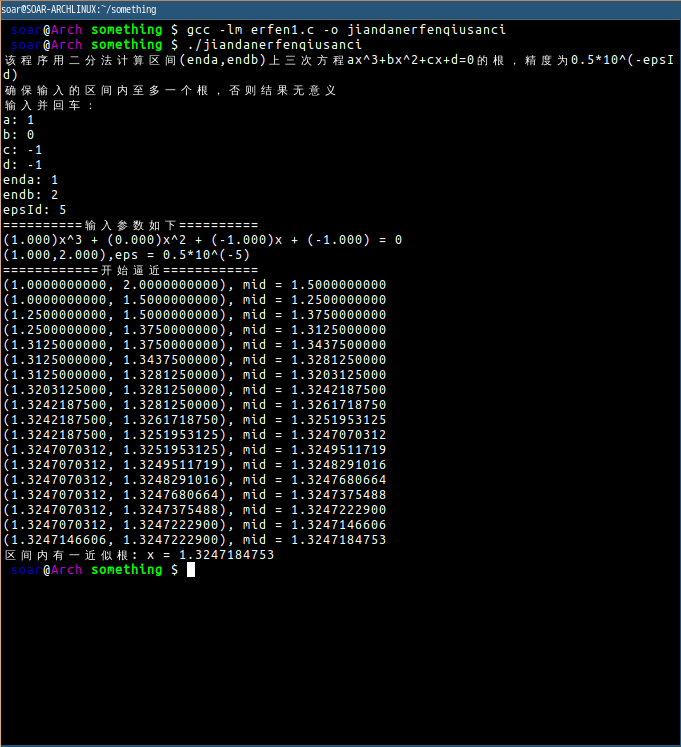 soar@SOAR-ARCHLINUX:~/something
soar@Arch something $ gcc -lm erfen1.c -o jiandanerfenqiusanci
soar@Arch something $ ./jiandanerfenqiusanci
该程序用二分法计算区间(enda,endb)上三次方程ax^3+bx^2+cx+d=0的根，精度为0.5*10^(-epsI
d)
确保输入的区间内至多一个根，否则结果无意义
输入并回车：
a: 1
b: 0
c: -1
d: -1
enda: 1
endb: 2
epsId: 5
==========输入参数如下==========
(1.000)x^3 + (0.000)x^2 + (-1.000)x + (-1.000) = 0
(1.000,2.000),eps = 0.5*10^(-5)
============开始逼近============
(1.0000000000, 2.0000000000), mid = 1.5000000000
(1.0000000000, 1.5000000000), mid = 1.2500000000
(1.2500000000, 1.5000000000), mid = 1.3750000000
(1.2500000000, 1.3750000000), mid = 1.3125000000
(1.3125000000, 1.3750000000), mid = 1.3437500000
(1.3125000000, 1.3437500000), mid = 1.3281250000
(1.3125000000, 1.3281250000), mid = 1.3203125000
(1.3203125000, 1.3281250000), mid = 1.3242187500
(1.3242187500, 1.3281250000), mid = 1.3261718750
(1.3242187500, 1.3261718750), mid = 1.3251953125
(1.3242187500, 1.3251953125), mid = 1.3247070312
(1.3247070312, 1.3251953125), mid = 1.3249511719
(1.3247070312, 1.3249511719), mid = 1.3248291016
(1.3247070312, 1.3248291016), mid = 1.3247680664
(1.3247070312, 1.3247680664), mid = 1.3247375488
(1.3247070312, 1.3247375488), mid = 1.3247222900
(1.3247070312, 1.3247222900), mid = 1.3247146606
(1.3247146606, 1.3247222900), mid = 1.3247184753
区间内有一近似根: x = 1.3247184753
soar@Arch something $